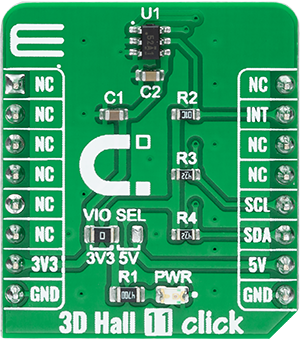 U1
C1
C2
NC
NC
NC
NC
NC
NC
3V3
GND
R2
R3
R4
VIO SEL
3V3 5V
R1
4700
PWR
NC
INT
NC
NC
SCL
SDA
5V
GND
3D Hall 11 click